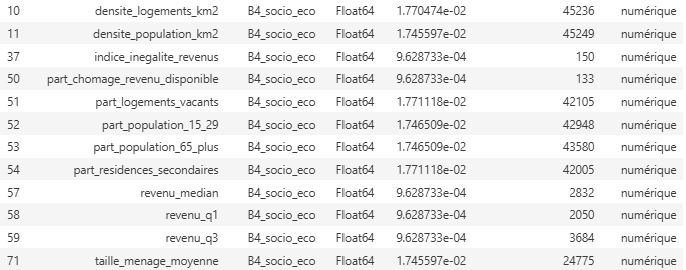 10 densite_logements_km2 B4_socio_eco Float64 1.770474e-02 45236 numérique
11 densite_population_km2 B4_socio_eco Float64 1.745597e-02 45249 numérique
37 indice_inegalite_revenus B4_socio_eco Float64 9.628733e-04 150 numérique
50 part_chomage_revenu_disponible B4_socio_eco Float64 9.628733e-04 133 numérique
51 part_logements_vacants B4_socio_eco Float64 1.771118e-02 42105 numérique
52 part_population_15_29 B4_socio_eco Float64 1.746509e-02 42948 numérique
53 part_population_65_plus B4_socio_eco Float64 1.746509e-02 43580 numérique
54 part_residences_secondaires B4_socio_eco Float64 1.771118e-02 42005 numérique
57 revenu_median B4_socio_eco Float64 9.628733e-04 2832 numérique
58 revenu_q1 B4_socio_eco Float64 9.628733e-04 2050 numérique
59 revenu_q3 B4_socio_eco Float64 9.628733e-04 3684 numérique
71 taille_menage_moyenne B4_socio_eco Float64 1.745597e-02 24775 numérique